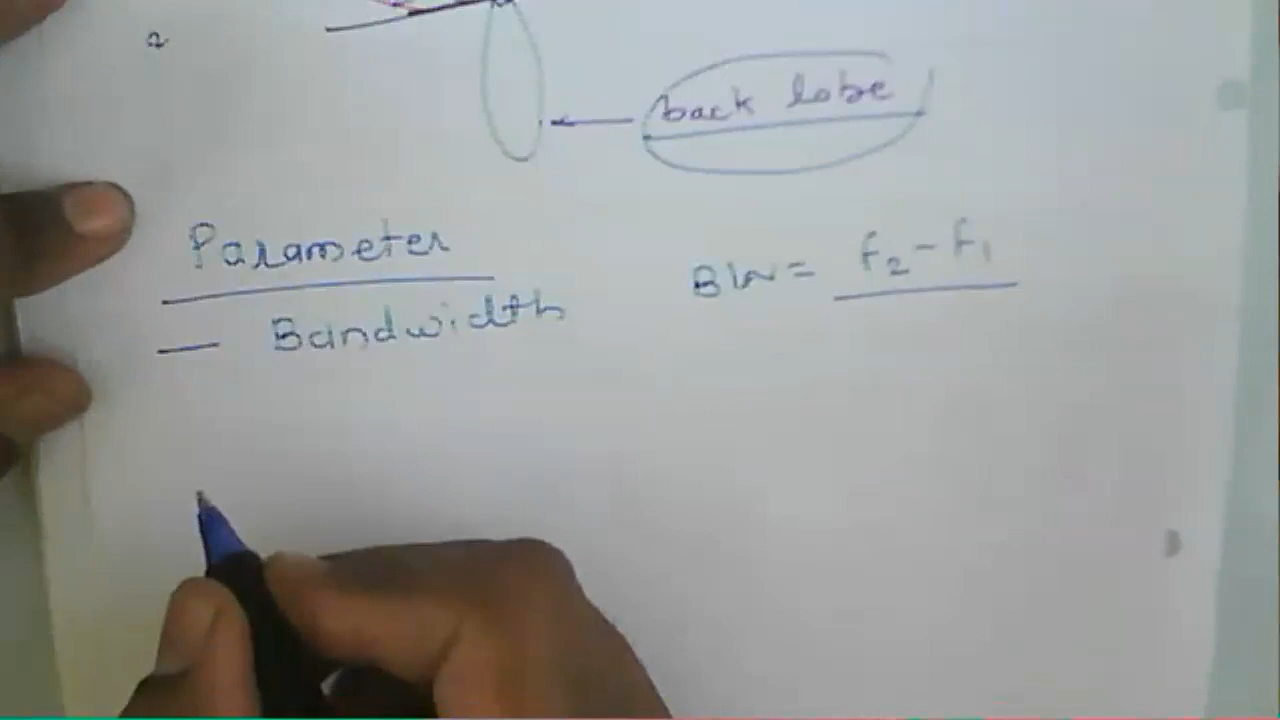 back lobe
Parameter
— Bandwidth
BW = f₂ - f₁